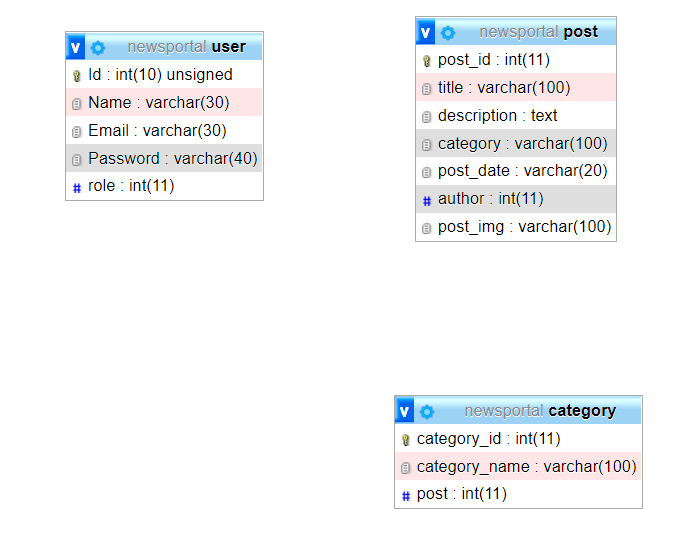 v newsportal user
Id : int(10) unsigned
Name : varchar(30)
Email : varchar(30)
Password : varchar(40)
# role : int(11)
v newsportal post
post_id : int(11)
title : varchar(100)
description : text
category : varchar(100)
post_date : varchar(20)
# author : int(11)
post_img : varchar(100)
v newsportal category
category_id : int(11)
category_name : varchar(100)
# post : int(11)